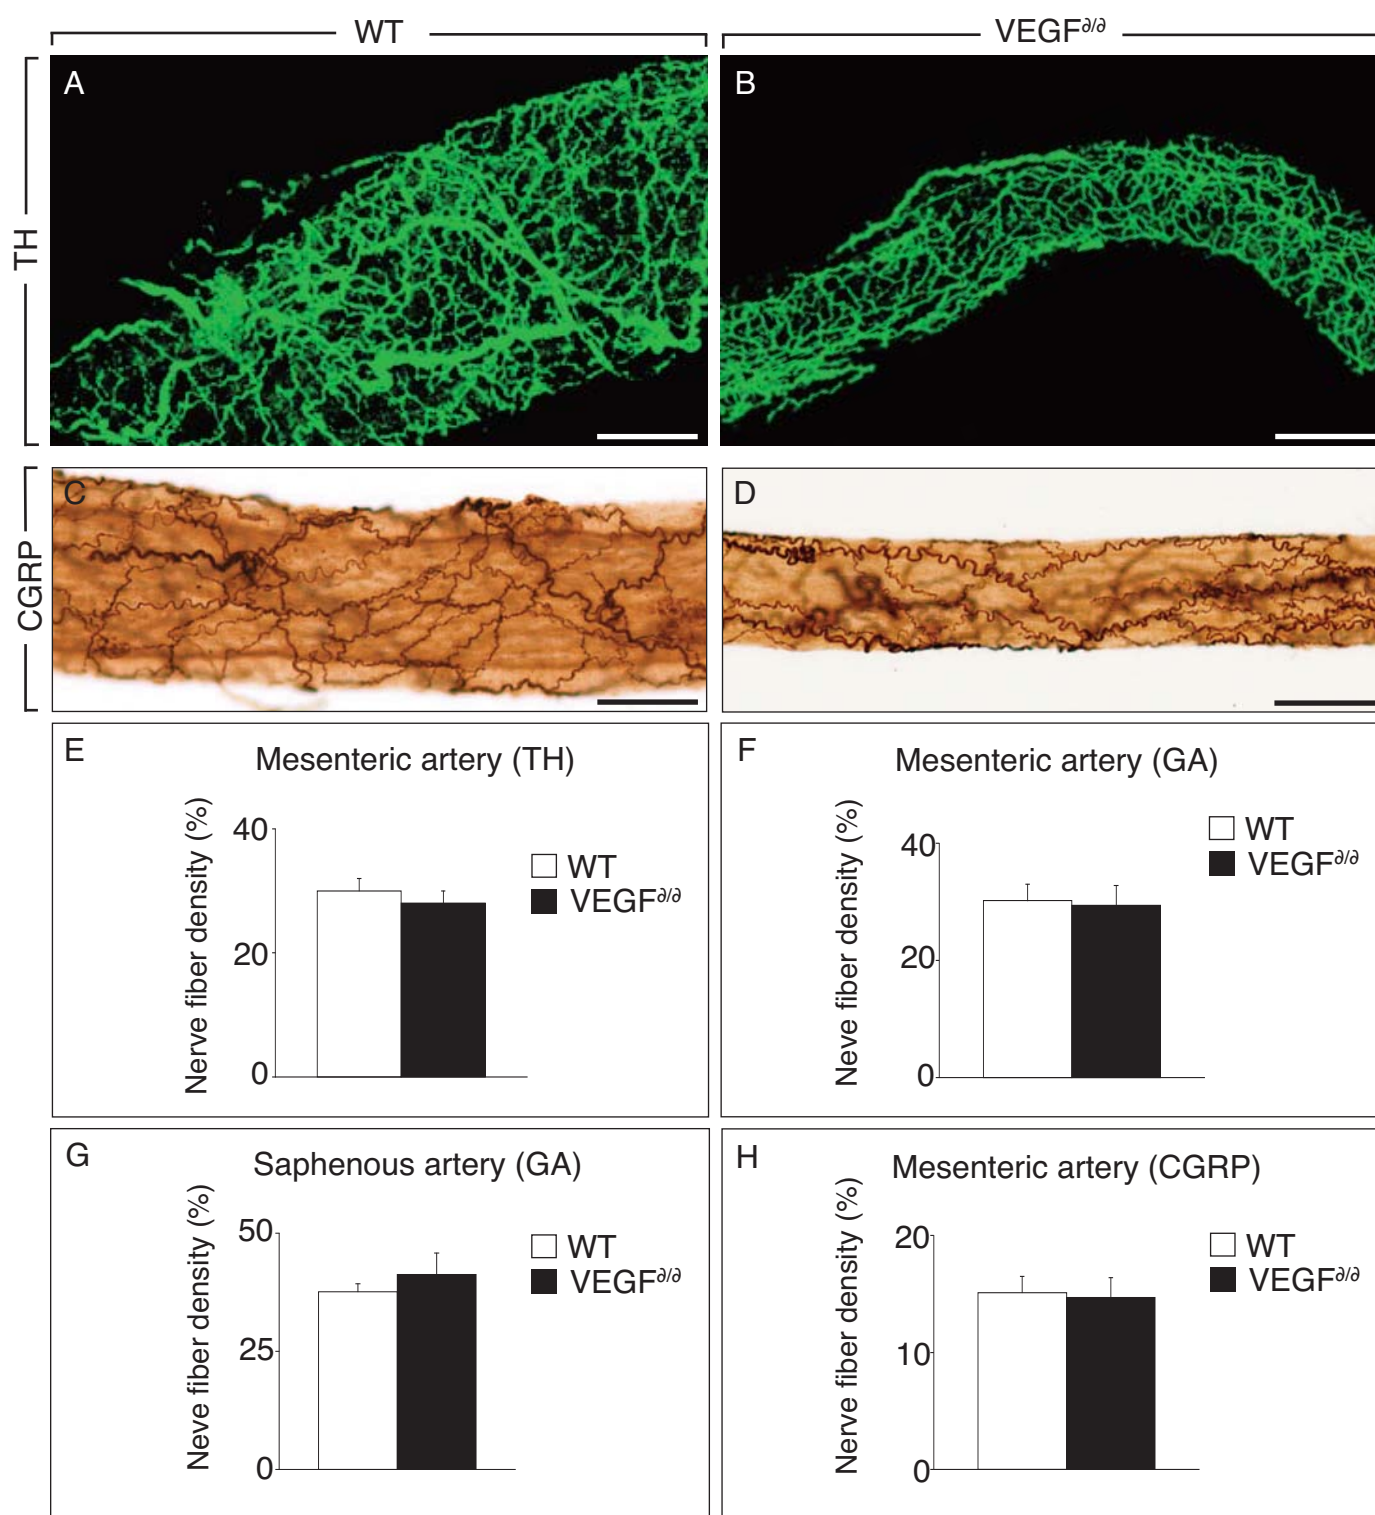 WT
VEGF∂/∂
TH
A
B
CGRP
C
D
E
Mesenteric artery (TH)
Nerve fiber density (%)
40
20
0
WT
VEGF∂/∂
F
Mesenteric artery (GA)
Neve fiber density (%)
40
20
0
WT
VEGF∂/∂
G
Saphenous artery (GA)
Neve fiber density (%)
50
25
0
WT
VEGF∂/∂
H
Mesenteric artery (CGRP)
Nerve fiber density (%)
20
10
0
WT
VEGF∂/∂